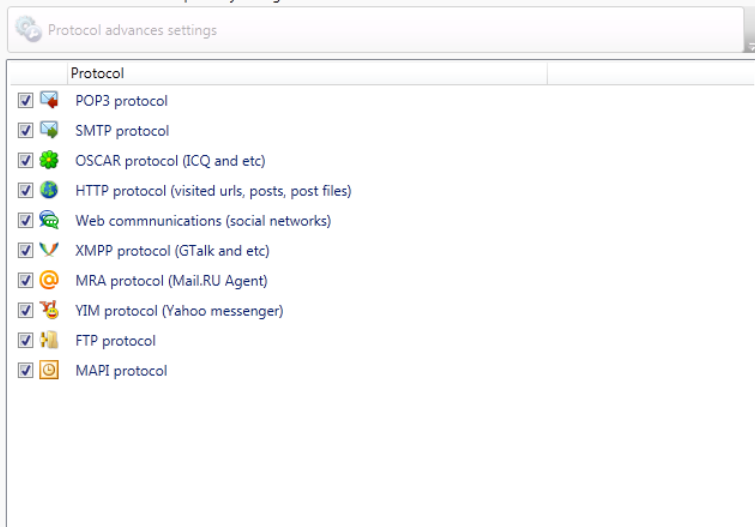 Protocol advances settings
Protocol
POP3 protocol
SMTP protocol
OSCAR protocol (ICQ and etc)
HTTP protocol (visited urls, posts, post files)
Web commnunications (social networks)
XMPP protocol (GTalk and etc)
MRA protocol (Mail.RU Agent)
YIM protocol (Yahoo messenger)
FTP protocol
MAPI protocol